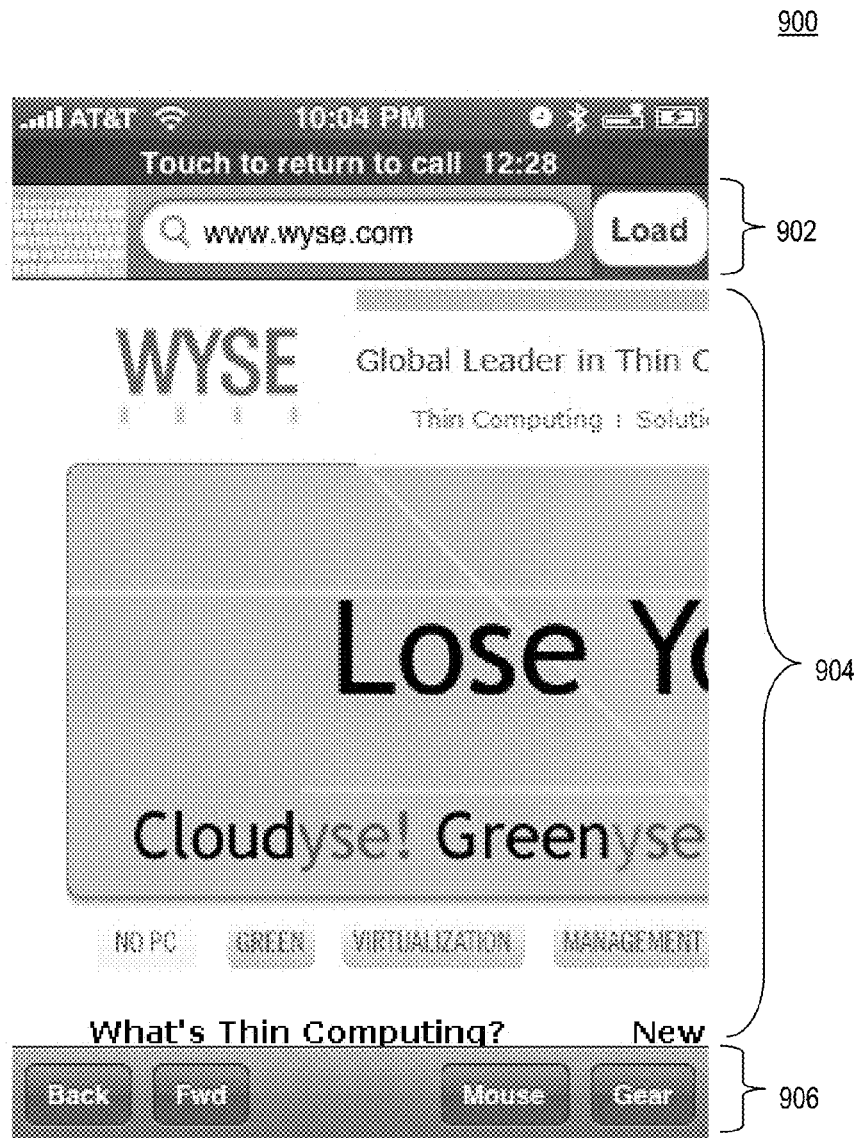 900
AT&T 10:04 PM
Touch to return to call 12:28
www.wyse.com Load
902
WYSE
Global Leader in Thin C
Thin Computing | Soluti
Lose Yo
904
Cloudyse! Greenyse
NO PC GREEN VIRTUALIZATION MANAGEMENT
What's Thin Computing? New
Back Fwd Mouse Gear
906